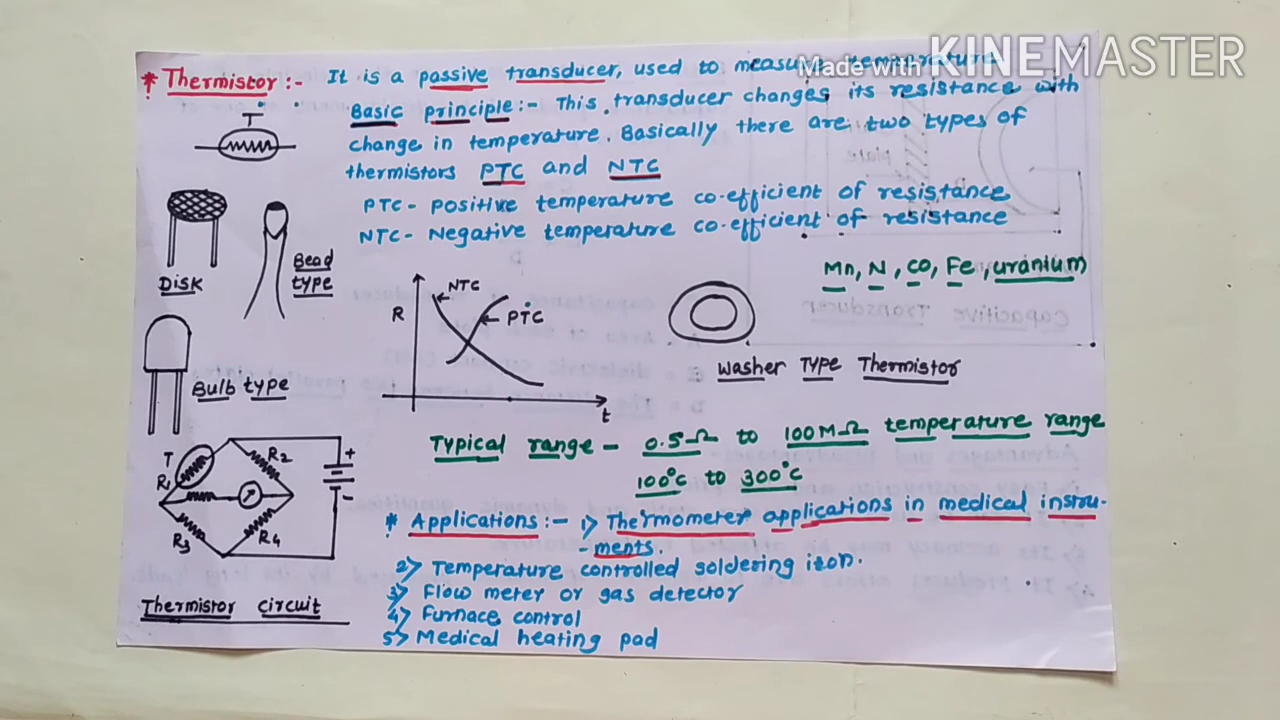 Made with KINEMASTER
* Thermistor :- It is a passive transducer, used to measure temperature
Basic principle :- This transducer changes its resistance with
change in temperature. Basically there are two types of
thermistors PTC and NTC
PTC - Positive temperature co-efficient of resistance
NTC - Negative temperature co-efficient of resistance
T
Disk
Bead type
Mn, N, CO, Fe, uranium
NTC
PTC
R
t
Washer Type Thermistor
Bulb type
Typical range - 0.5Ω to 100MΩ temperature range
100°C to 300°C
T
R1
R2
R3
R4
+
-
Thermistor circuit
* Applications :- 1> Thermometer applications in medical instru-
-ments.
2> Temperature controlled soldering iron.
3> Flow meter or gas detector
4> Furnace control
5> Medical heating pad